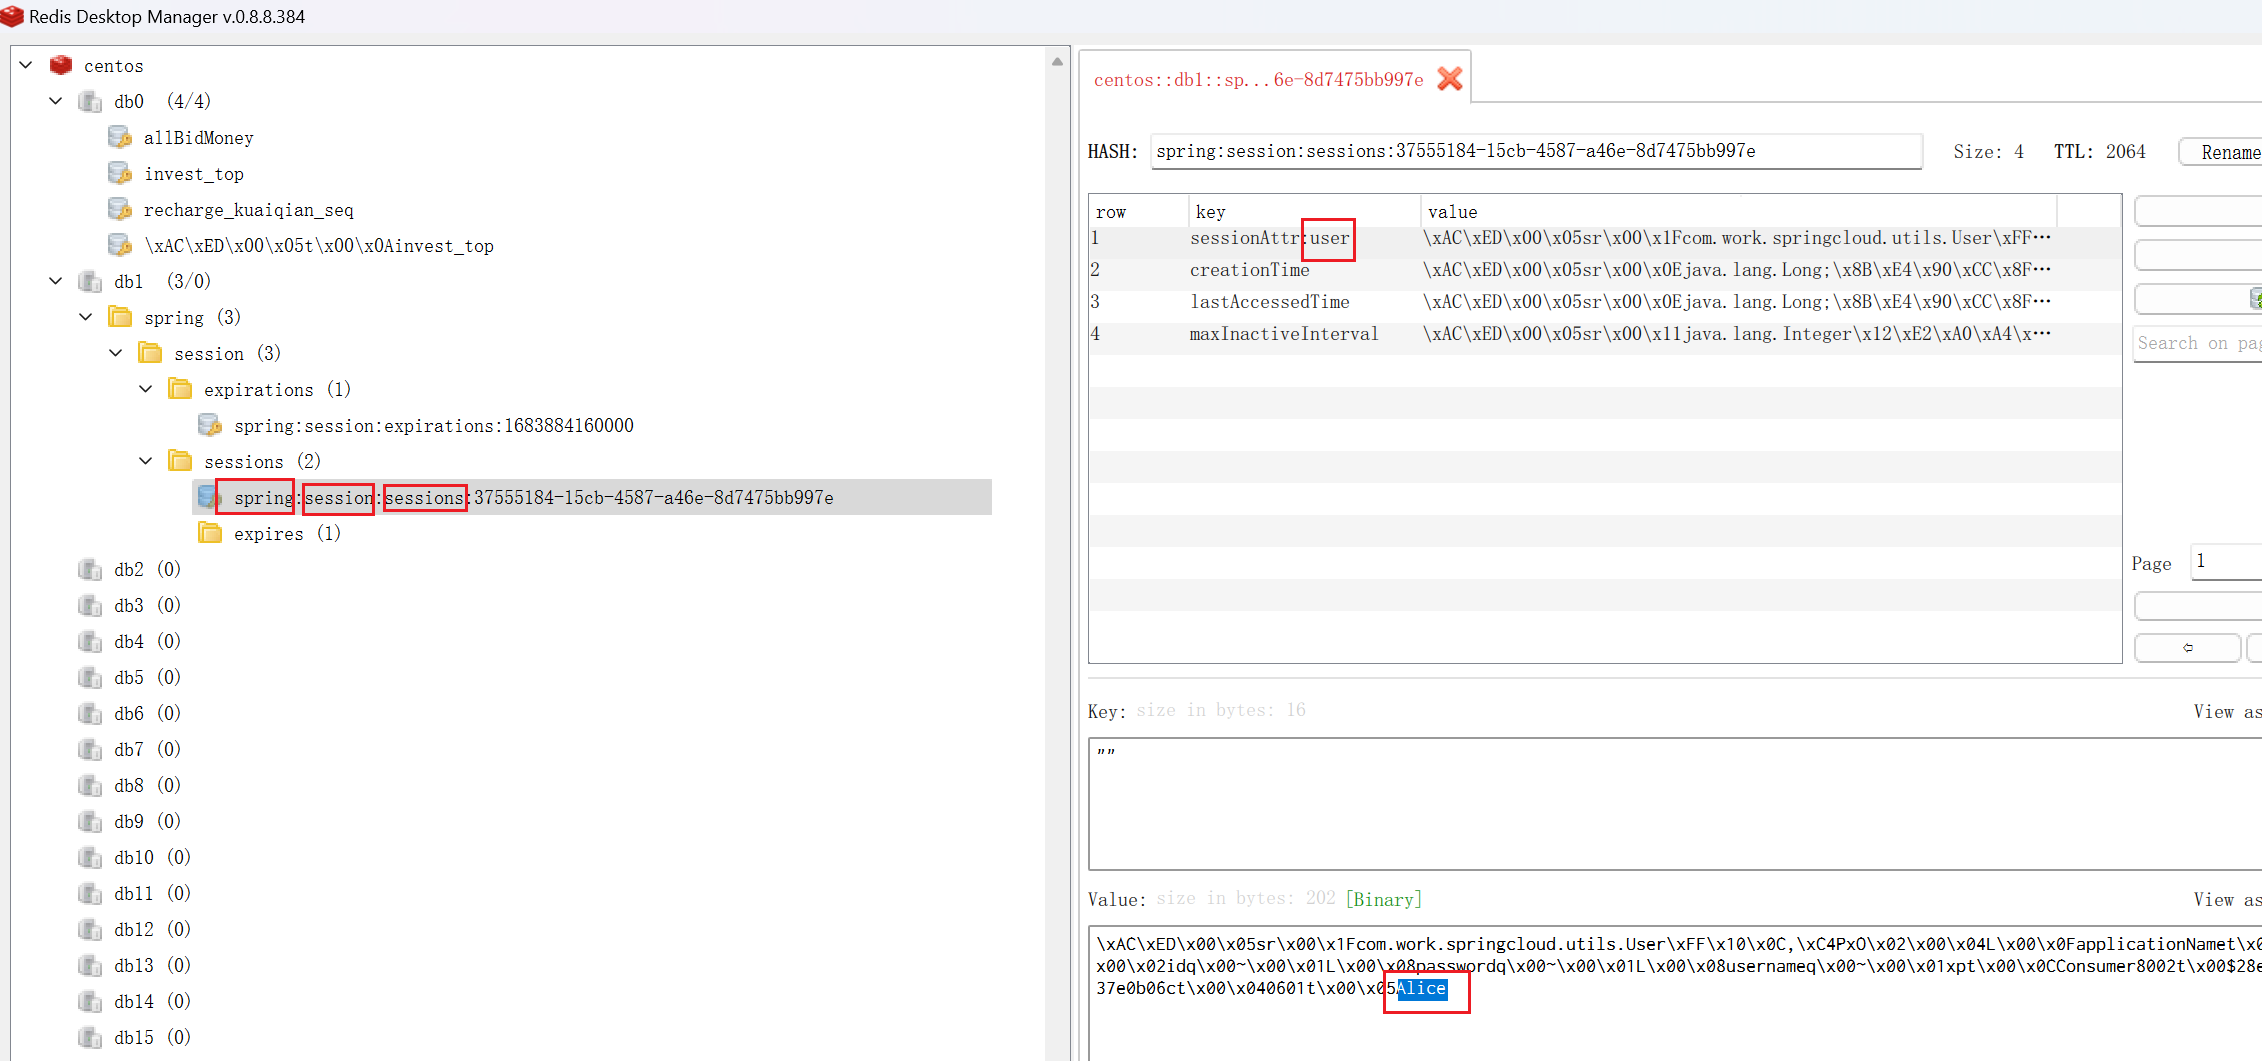 Redis Desktop Manager v.0.8.8.384
centos
db0 (4/4)
allBidMoney
invest_top
recharge_kuaiqian_seq
\xAC\xED\x00\x05t\x00\x0Ainvest_top
db1 (3/0)
spring (3)
session (3)
expirations (1)
spring:session:expirations:1683884160000
sessions (2)
spring:session:sessions:37555184-15cb-4587-a46e-8d7475bb997e
expires (1)
db2 (0)
db3 (0)
db4 (0)
db5 (0)
db6 (0)
db7 (0)
db8 (0)
db9 (0)
db10 (0)
db11 (0)
db12 (0)
db13 (0)
db14 (0)
db15 (0)
centos::db1::sp...6e-8d7475bb997e
HASH: spring:session:sessions:37555184-15cb-4587-a46e-8d7475bb997e Size: 4 TTL: 2064 Rename
row key value
1 sessionAttr:user \xAC\xED\x00\x05sr\x00\x1Fcom.work.springcloud.utils.User\xFF…
2 creationTime \xAC\xED\x00\x05sr\x00\x0Ejava.lang.Long;\x8B\xE4\x90\xCC\x8F…
3 lastAccessedTime \xAC\xED\x00\x05sr\x00\x0Ejava.lang.Long;\x8B\xE4\x90\xCC\x8F…
4 maxInactiveInterval \xAC\xED\x00\x05sr\x00\x11java.lang.Integer\x12\xE2\xA0\xA4\x…
Search on pag
Page 1
Key: size in bytes: 16 View as
""
Value: size in bytes: 202 [Binary] View as
\xAC\xED\x00\x05sr\x00\x1Fcom.work.springcloud.utils.User\xFF\x10\x0C,\xC4PxO\x02\x00\x04L\x00\x0FapplicationNamet\x0
x00\x02idq\x00~\x00\x01L\x00\x08passwordq\x00~\x00\x01L\x00\x08usernameq\x00~\x00\x01xpt\x00\x0CConsumer8002t\x00$28e
37e0b06ct\x00\x040601t\x00\x05Alice